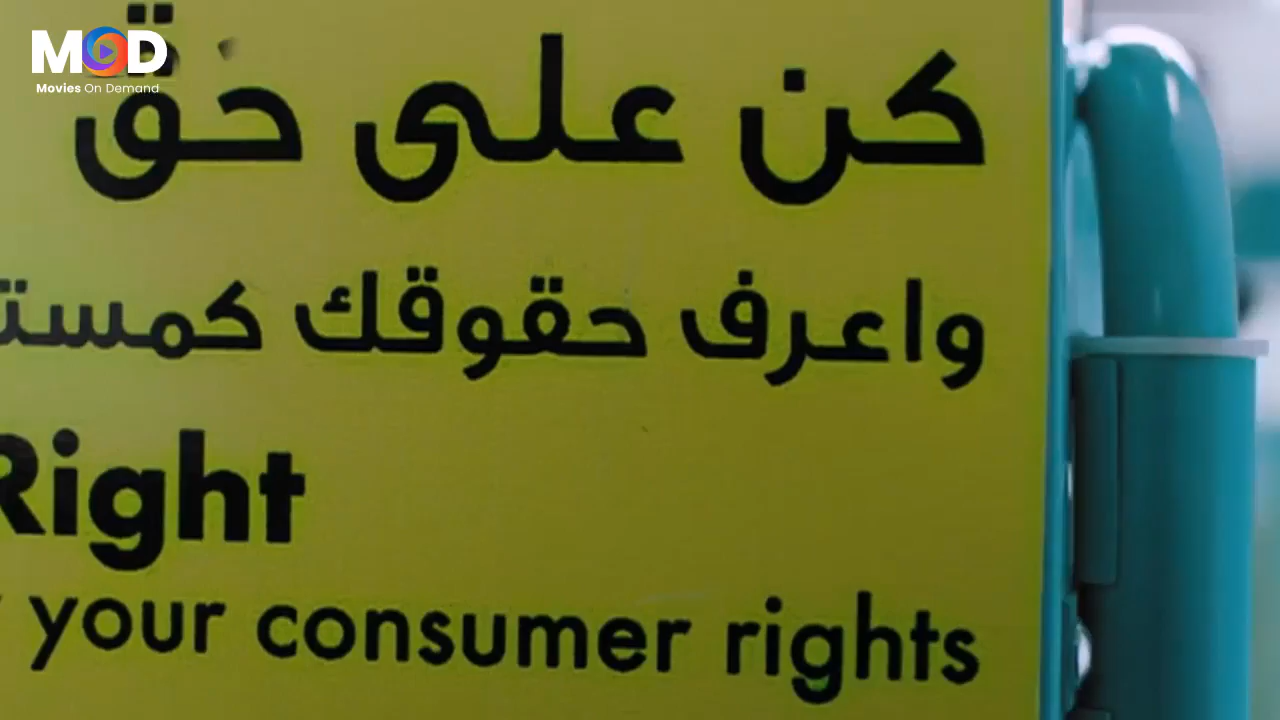 MOD
Movies On Demand
كن على حق
واعرف حقوقك
Right
your consumer rights